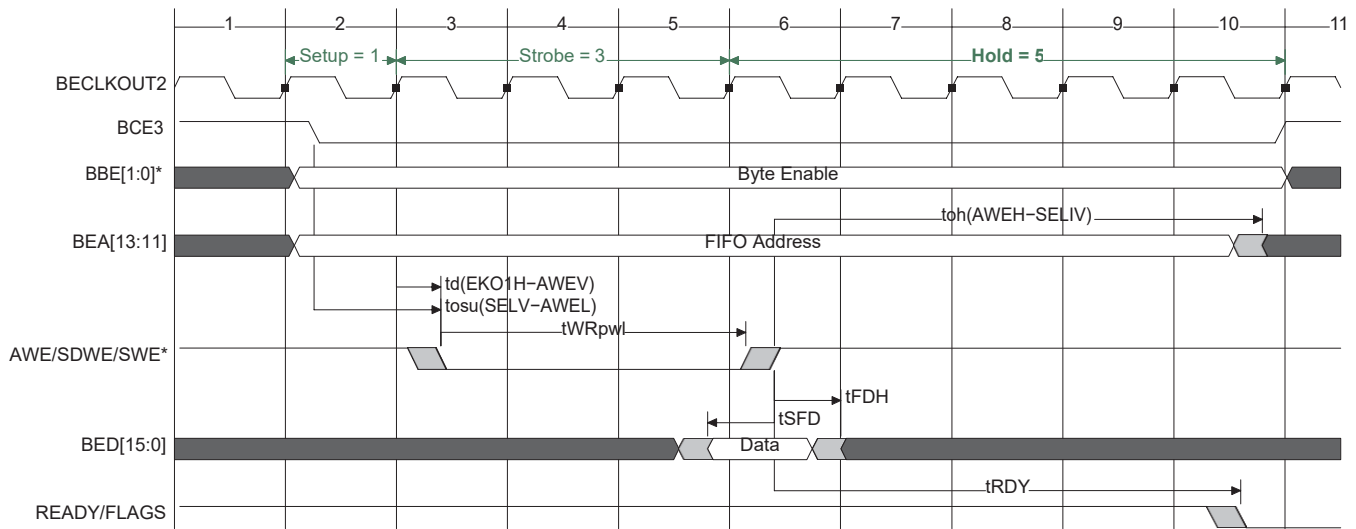 1 2 3 4 5 6 7 8 9 10 11
Setup = 1 Strobe = 3 Hold = 5
BECLKOUT2
BCE3
BBE[1:0]* Byte Enable
toh(AWEH−SELIV)
BEA[13:11] FIFO Address
td(EKO1H−AWEV)
tosu(SELV−AWEL)
tWRpwl
AWE/SDWE/SWE*
tFDH
tSFD
BED[15:0] Data
tRDY
READY/FLAGS